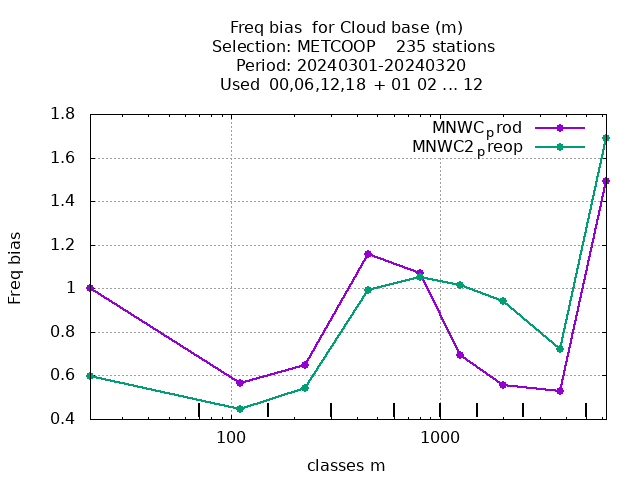 Freq bias  for Cloud base (m)
Selection: METCOOP    235 stations
Period: 20240301-20240320
Used  00,06,12,18  + 01 02 ... 12
MNWCprod
MNWC2preop
1.8
1.6
1.4
1.2
1
0.8
0.6
0.4
Freq bias
100
1000
classes m